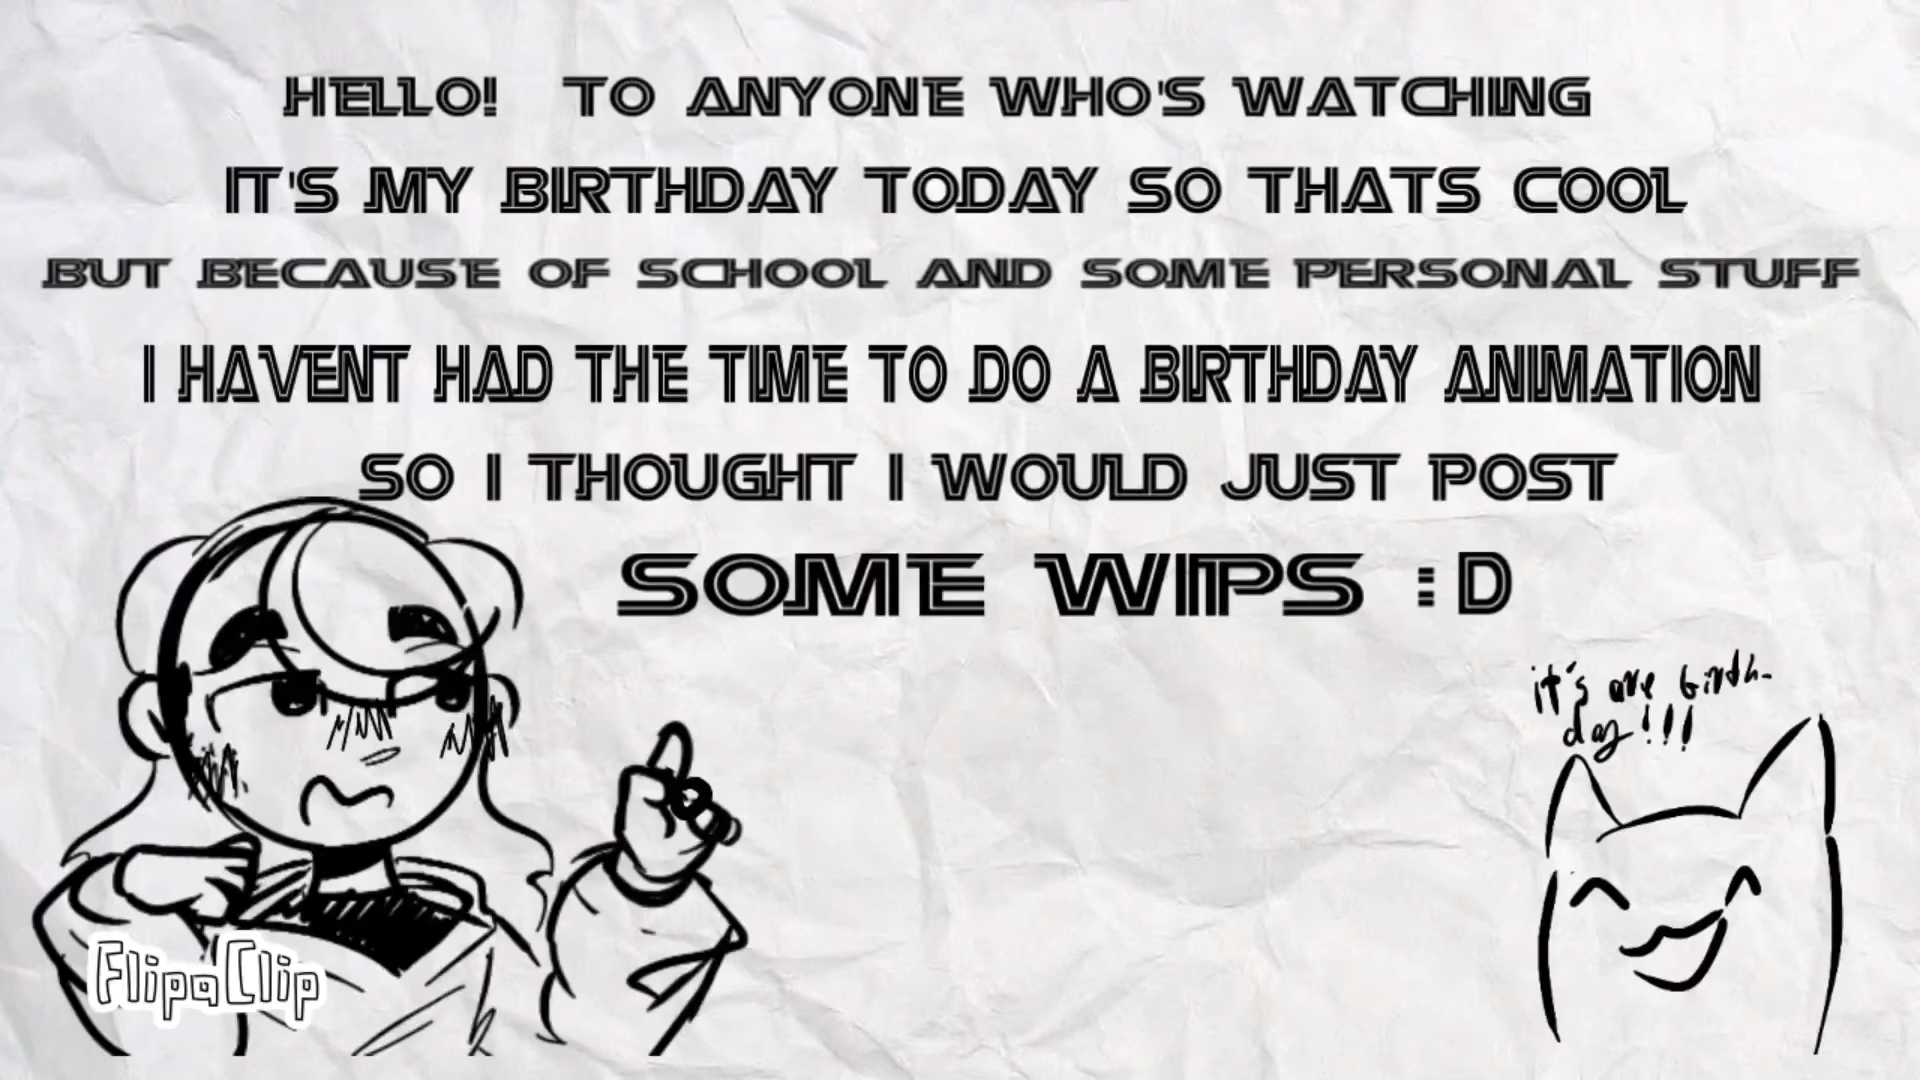 HELLO! TO ANYONE WHO'S WATCHING
IT'S MY BIRTHDAY TODAY SO THATS COOL
BUT BECAUSE OF SCHOOL AND SOME PERSONAL STUFF
I HAVENT HAD THE TIME TO DO A BIRTHDAY ANIMATION
SO I THOUGHT I WOULD JUST POST
SOME WIPS :D
it's are birth-
day!!!
FlipaClip